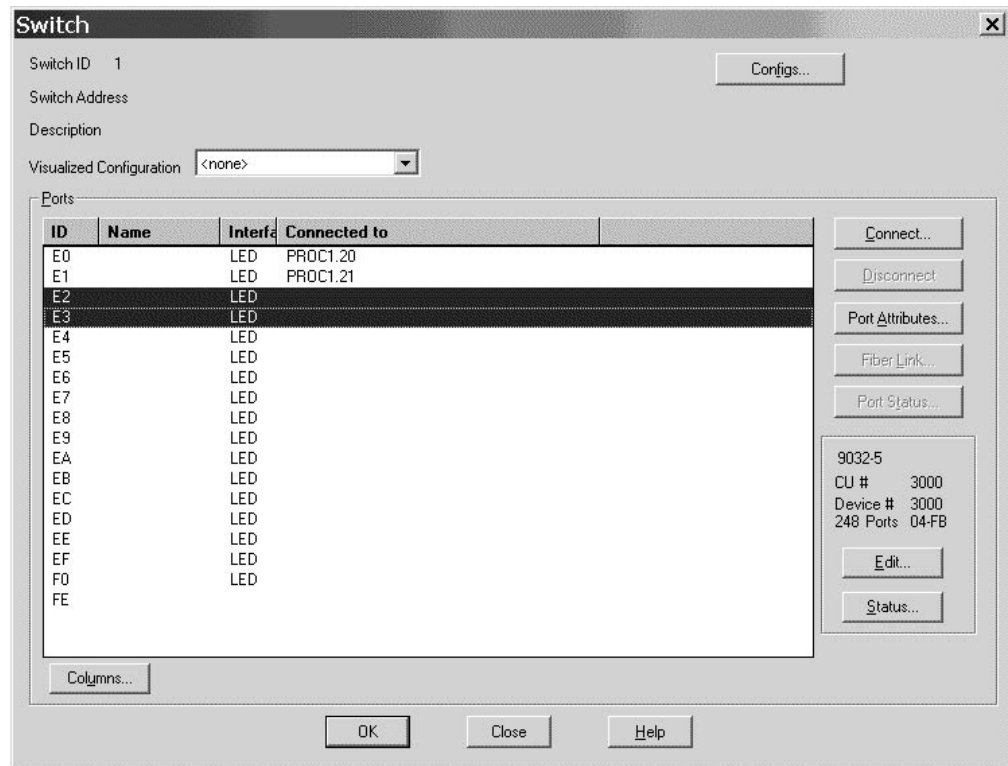 Switch
Switch ID 1
Configs...
Switch Address
Description
Visualized Configuration <none>
Ports
ID Name Interfa Connected to
E0 LED PROC1.20
E1 LED PROC1.21
E2 LED
E3 LED
E4 LED
E5 LED
E6 LED
E7 LED
E8 LED
E9 LED
EA LED
EB LED
EC LED
ED LED
EE LED
EF LED
F0 LED
FE
Connect...
Disconnect
Port Attributes...
Fiber Link...
Port Status...
9032-5
CU # 3000
Device # 3000
248 Ports 04-FB
Edit...
Status...
Columns...
OK Close Help